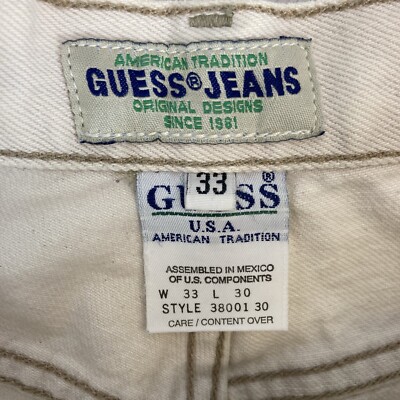 AMERICAN TRADITION
GUESS® JEANS
ORIGINAL DESIGNS
SINCE 1981
33
GUESS®
U.S.A.
AMERICAN TRADITION
ASSEMBLED IN MEXICO
OF U.S. COMPONENTS
W 33 L 30
STYLE 38001 30
CARE / CONTENT OVER